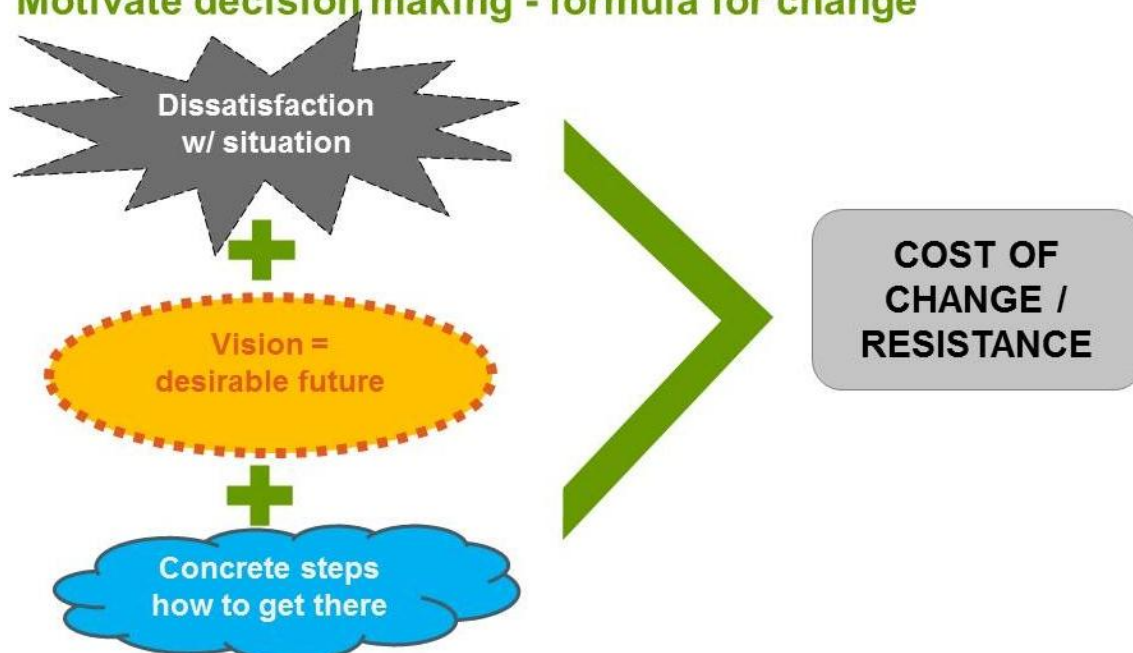 Motivate decision making - formula for change
Dissatisfaction
w/ situation
Vision =
desirable future
Concrete steps
how to get there
COST OF
CHANGE /
RESISTANCE